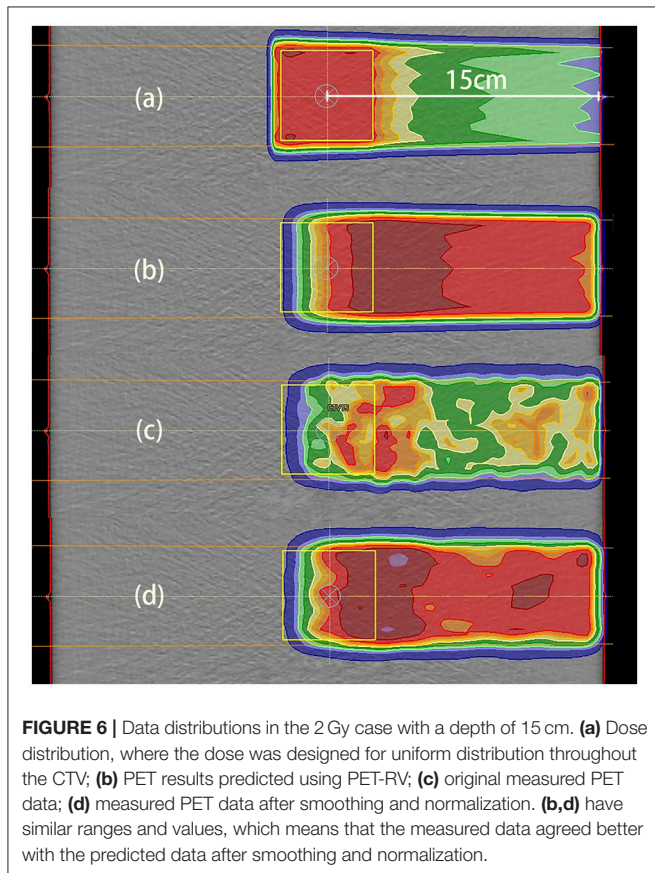 15cm
(a)
(b)
CTV15
(c)
(d)
FIGURE 6 | Data distributions in the 2 Gy case with a depth of 15 cm. (a) Dose
distribution, where the dose was designed for uniform distribution throughout
the CTV; (b) PET results predicted using PET-RV; (c) original measured PET
data; (d) measured PET data after smoothing and normalization. (b,d) have
similar ranges and values, which means that the measured data agreed better
with the predicted data after smoothing and normalization.